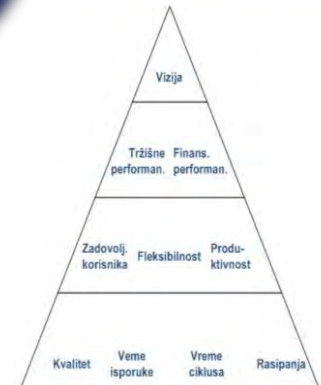 Vizija
Tržišne Finans.
performan. performan.
Zadovolj. Produ-
korisnika Fleksibilnost ktivnost
Kvalitet Veme Vreme Rasipanja
isporuke ciklusa